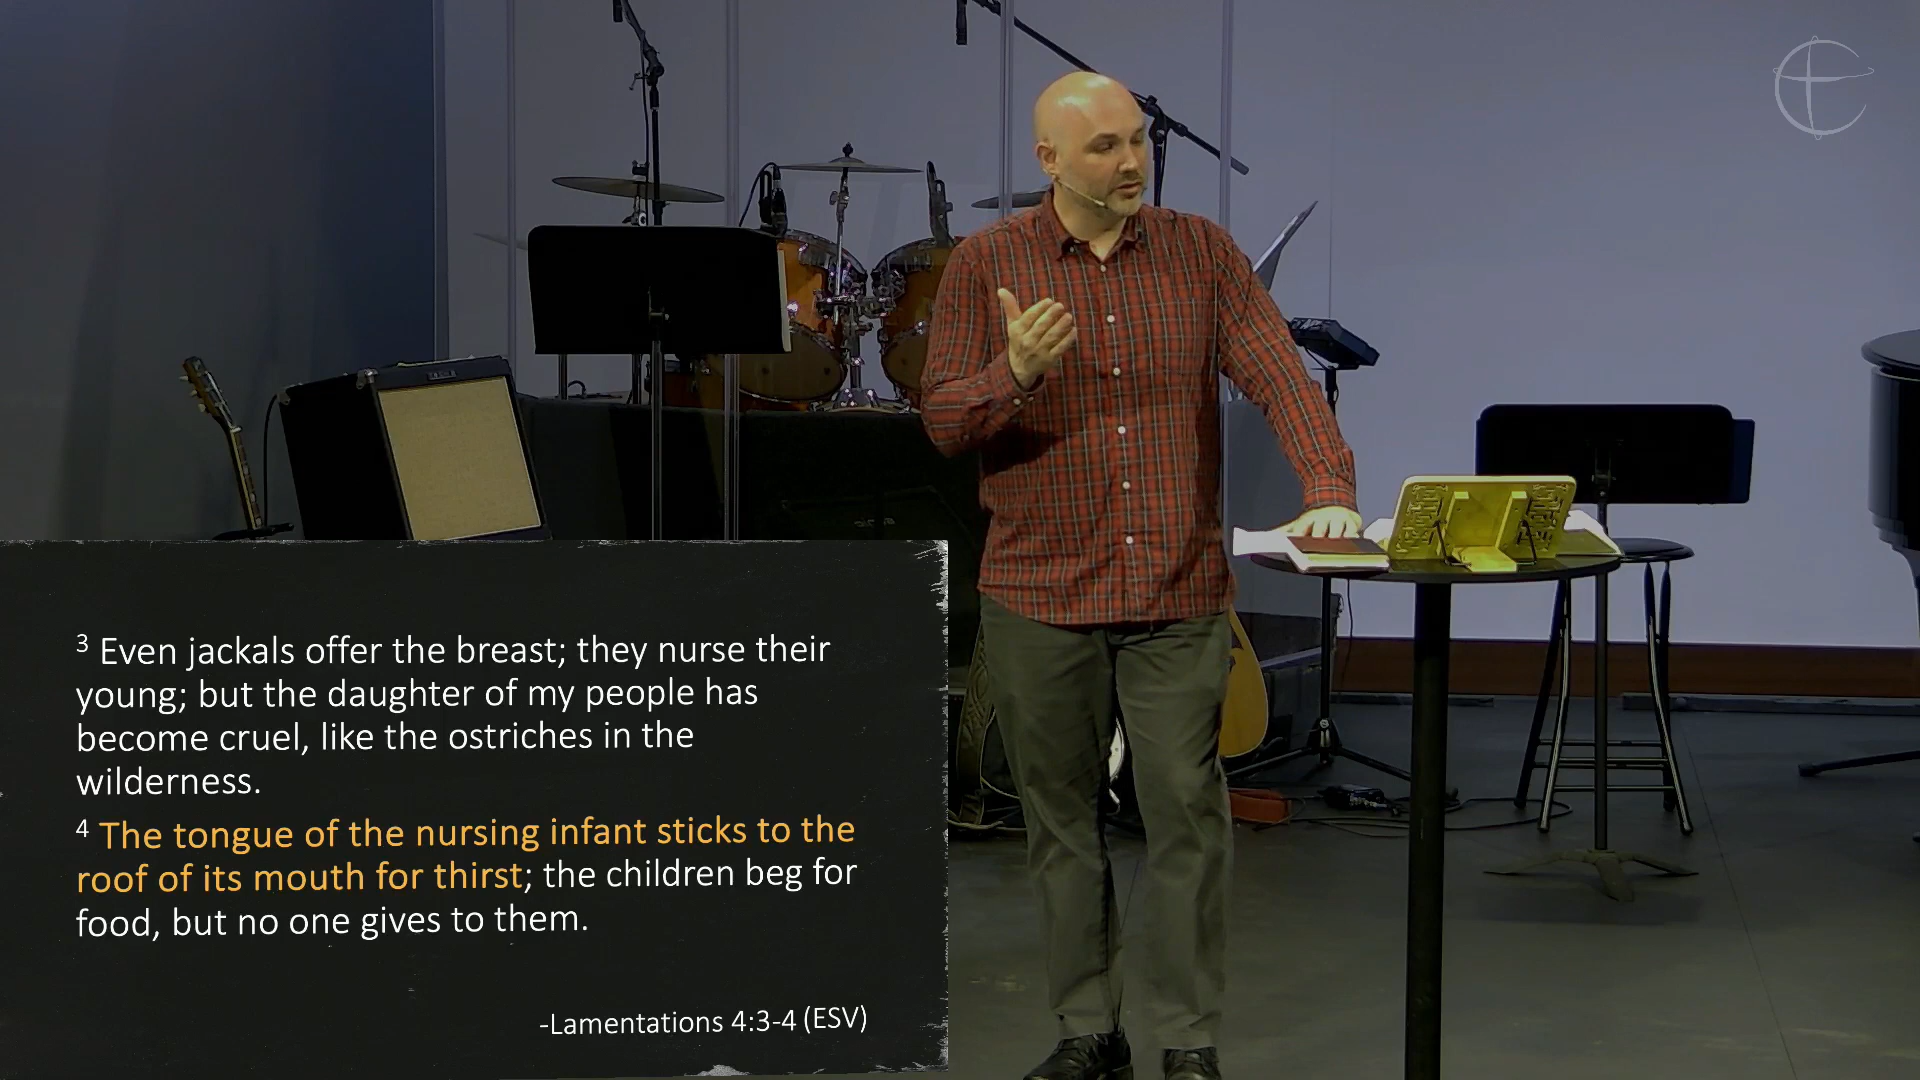 3 Even jackals offer the breast; they nurse their
young; but the daughter of my people has
become cruel, like the ostriches in the
wilderness.
4 The tongue of the nursing infant sticks to the
roof of its mouth for thirst; the children beg for
food, but no one gives to them.
-Lamentations 4:3-4 (ESV)